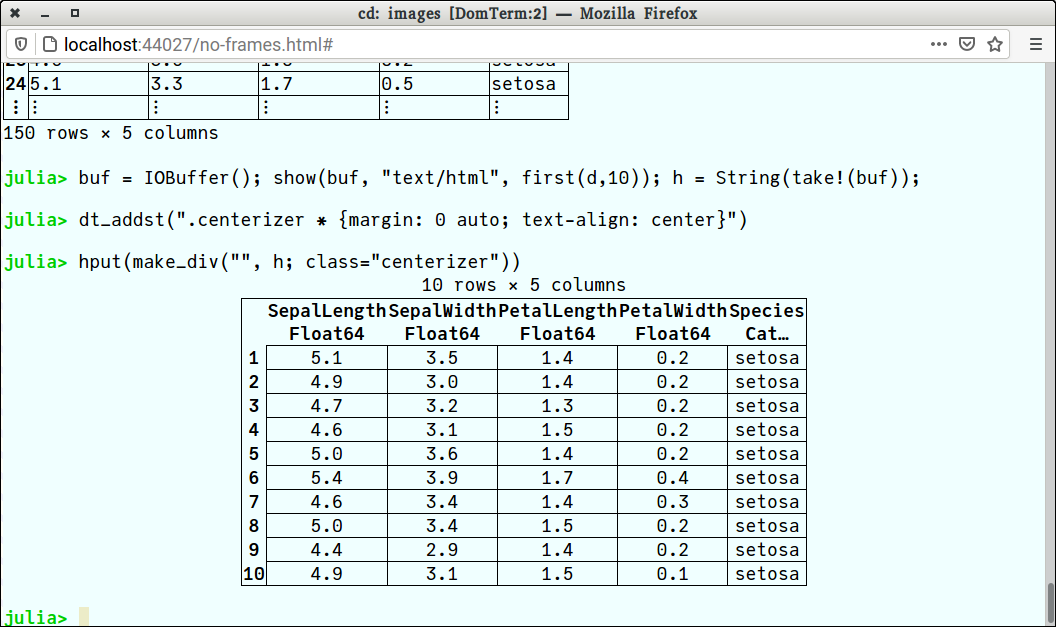 cd: images [DomTerm:2] — Mozilla Firefox
localhost:44027/no-frames.html#
24 5.1 3.3 1.7 0.5 setosa
⋮ ⋮ ⋮ ⋮ ⋮ ⋮
150 rows × 5 columns
julia> buf = IOBuffer(); show(buf, "text/html", first(d,10)); h = String(take!(buf));
julia> dt_addst(".centerizer * {margin: 0 auto; text-align: center}")
julia> hput(make_div("", h; class="centerizer"))
10 rows × 5 columns
SepalLength SepalWidth PetalLength PetalWidth Species
Float64 Float64 Float64 Float64 Cat…
1 5.1 3.5 1.4 0.2 setosa
2 4.9 3.0 1.4 0.2 setosa
3 4.7 3.2 1.3 0.2 setosa
4 4.6 3.1 1.5 0.2 setosa
5 5.0 3.6 1.4 0.2 setosa
6 5.4 3.9 1.7 0.4 setosa
7 4.6 3.4 1.4 0.3 setosa
8 5.0 3.4 1.5 0.2 setosa
9 4.4 2.9 1.4 0.2 setosa
10 4.9 3.1 1.5 0.1 setosa
julia>